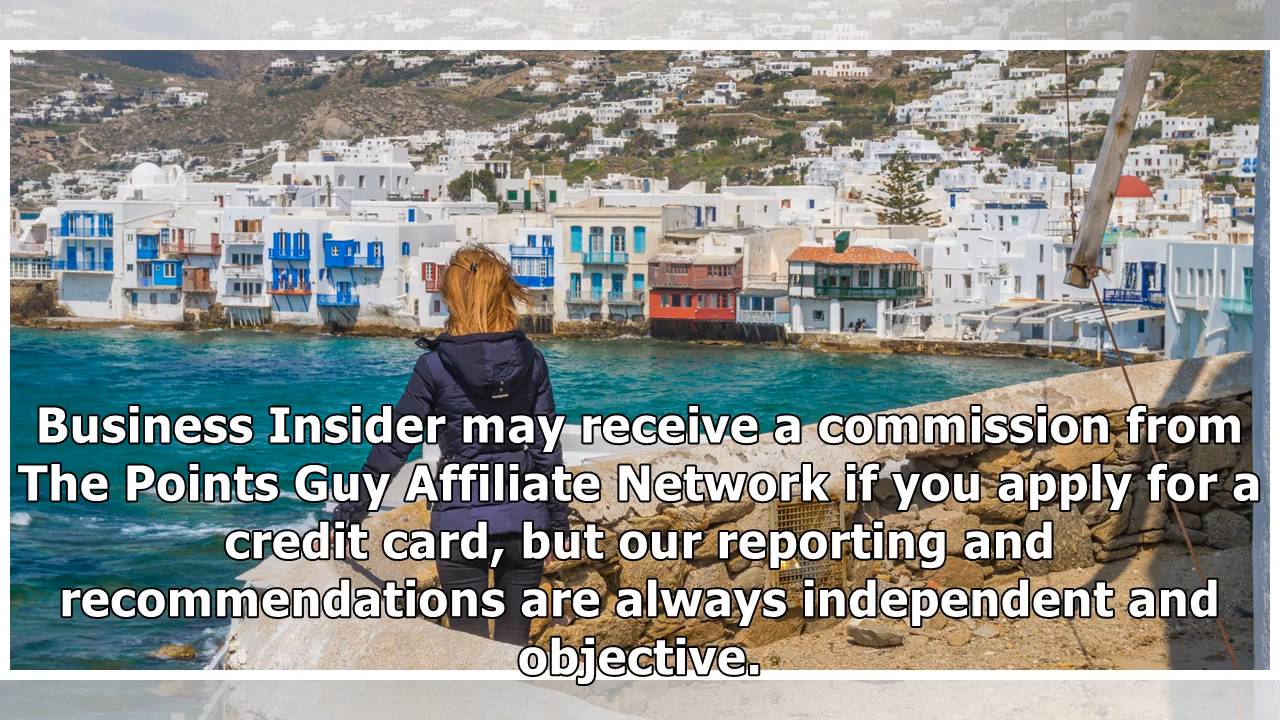 Business Insider may receive a commission from
The Points Guy Affiliate Network if you apply for a
credit card, but our reporting and
recommendations are always independent and
objective.